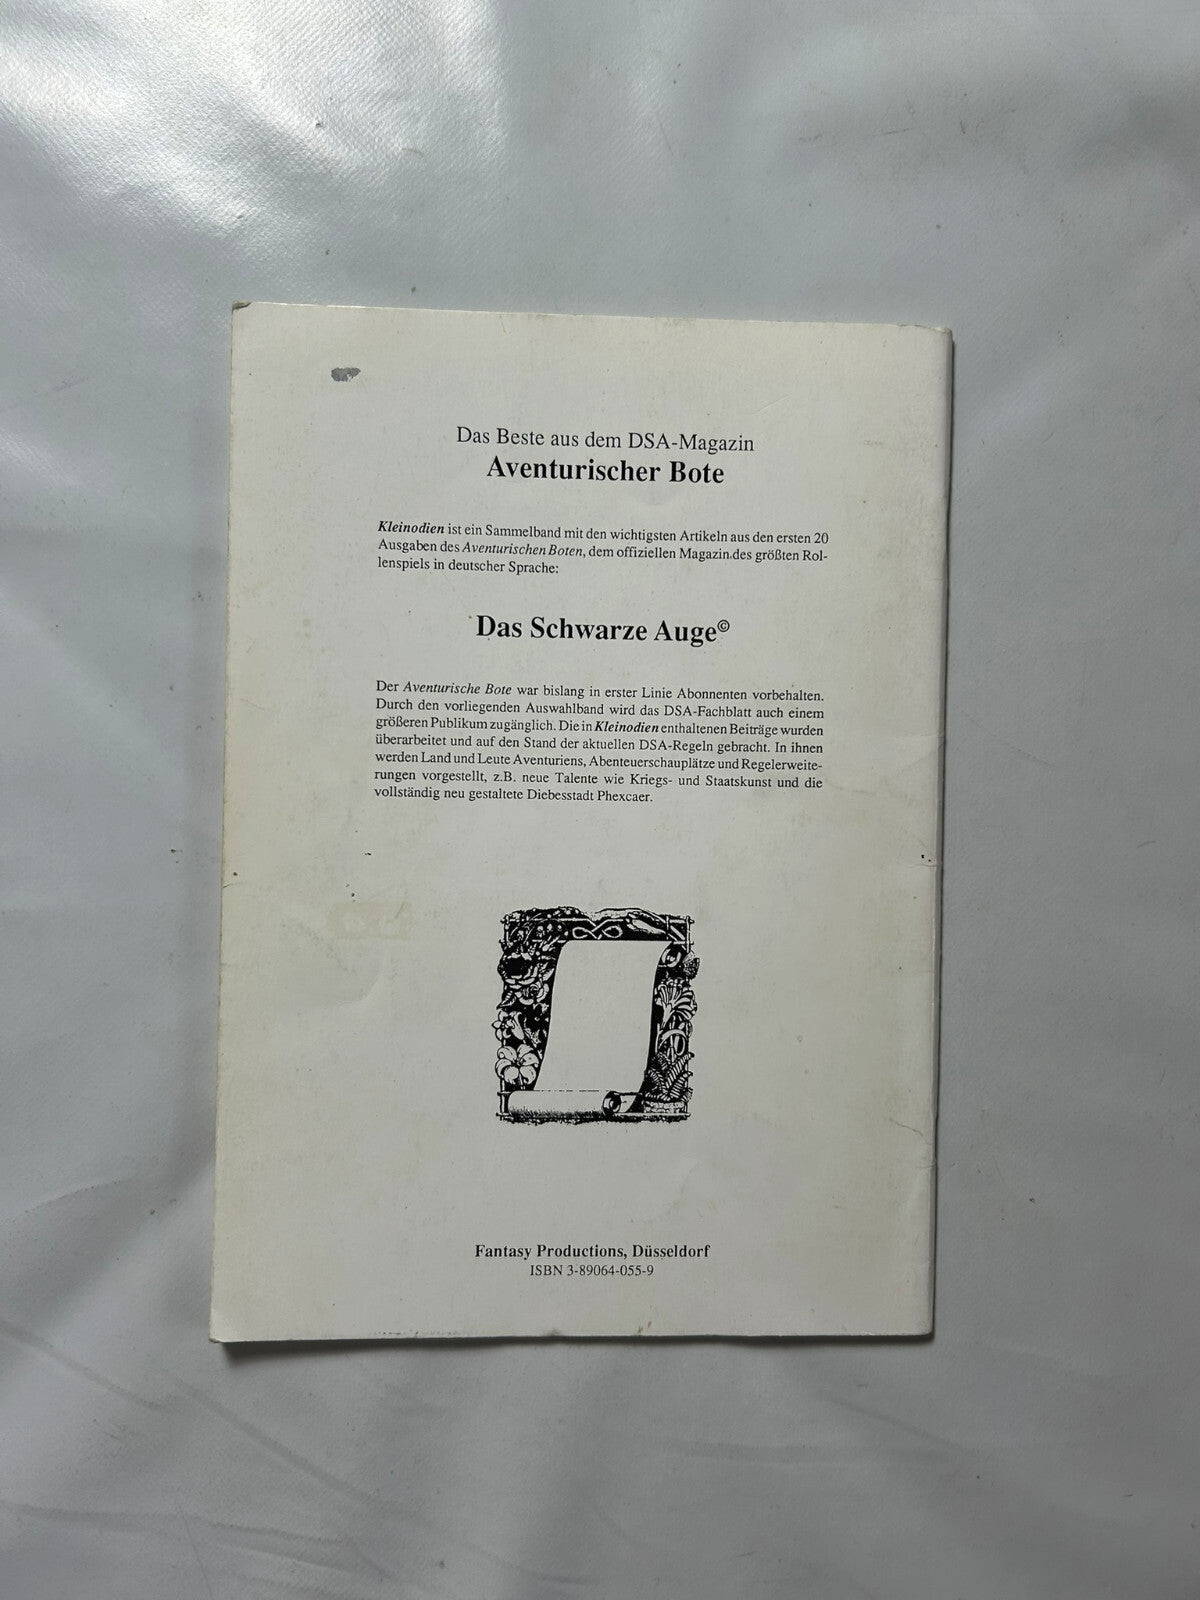 Das Beste aus dem DSA-Magazin
Aventurischer Bote
Kleinodien ist ein Sammelband mit den wichtigsten Artikeln aus den ersten 20
Ausgaben des Aventurischen Boten, dem offiziellen Magazin des größten Rol-
lenspiels in deutscher Sprache:
Das Schwarze Auge©
Der Aventurische Bote war bislang in erster Linie Abonnenten vorbehalten.
Durch den vorliegenden Auswahlband wird das DSA-Fachblatt auch einem
größeren Publikum zugänglich. Die in Kleinodien enthaltenen Beiträge wurden
überarbeitet und auf den Stand der aktuellen DSA-Regeln gebracht. In ihnen
werden Land und Leute Aventuriens, Abenteuerschauplätze und Regelerweite-
rungen vorgestellt, z.B. neue Talente wie Kriegs- und Staatskunst und die
vollständig neu gestaltete Diebesstadt Phexcaer.
Fantasy Productions, Düsseldorf
ISBN 3-89064-055-9